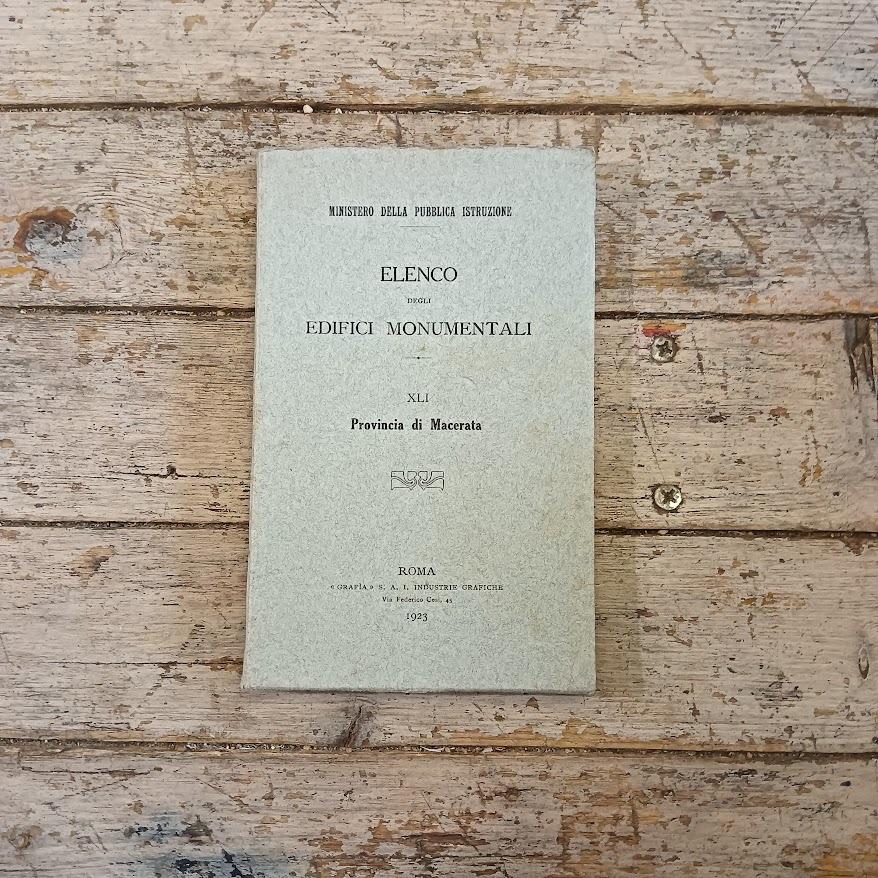 MINISTERO DELLA PUBBLICA ISTRUZIONE
ELENCO
DEGLI
EDIFICI MONUMENTALI
XLI
Provincia di Macerata
ROMA
« GRAFÌA » S. A. I. INDUSTRIE GRAFICHE
Via Federico Cesi, 45
1923